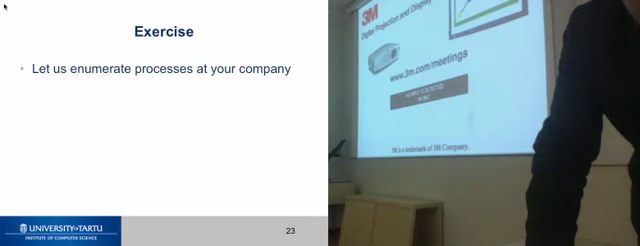 Exercise
Let us enumerate processes at your company
UNIVERSITY OF TARTU
INSTITUTE OF COMPUTER SCIENCE
23
3M
Digital Projection and Display
www.3m.com/meetings
3M is a trademark of 3M Company.